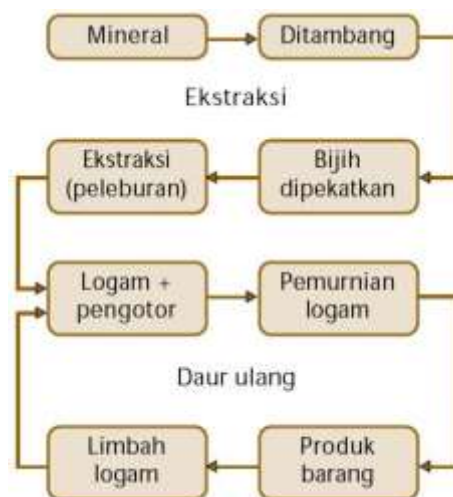 Mineral
Ditambang
Ekstraksi
Ekstraksi
(peleburan)
Bijih
dipekatkan
Logam +
pengotor
Pemurnian
logam
Daur ulang
Limbah
logam
Produk
barang